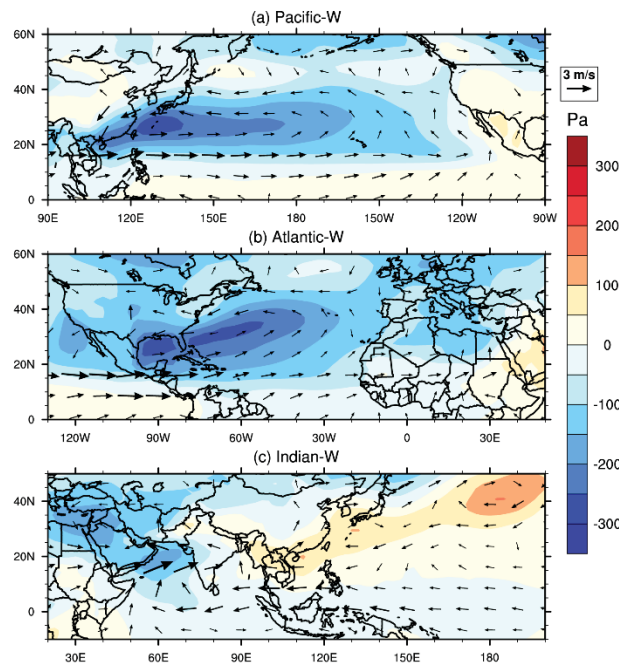 (a) Pacific-W
60N
40N
20N
0
90E 120E 150E 180 150W 120W 90W
3 m/s
Pa
300
200
100
0
-100
-200
-300
(b) Atlantic-W
60N
40N
20N
0
120W 90W 60W 30W 0 30E
(c) Indian-W
40N
20N
0
30E 60E 90E 120E 150E 180